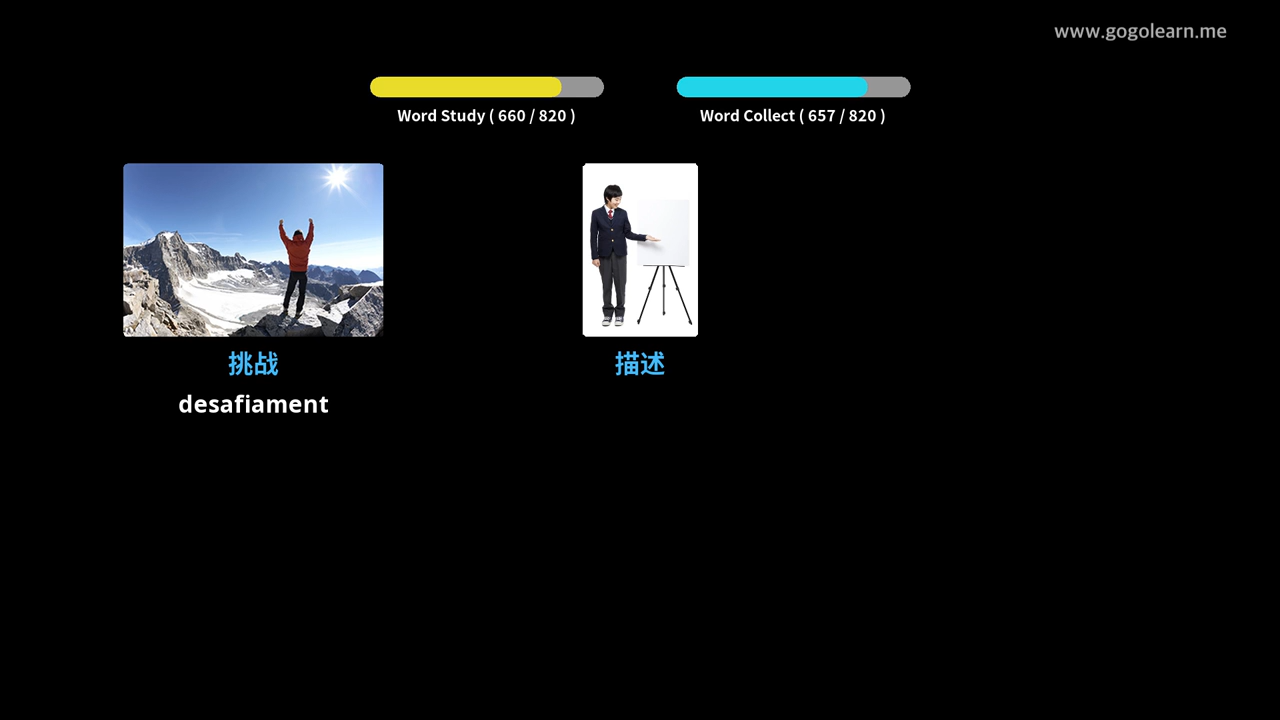 www.gogolearn.me
Word Study ( 660 / 820 )
Word Collect ( 657 / 820 )
挑战
描述
desafiament